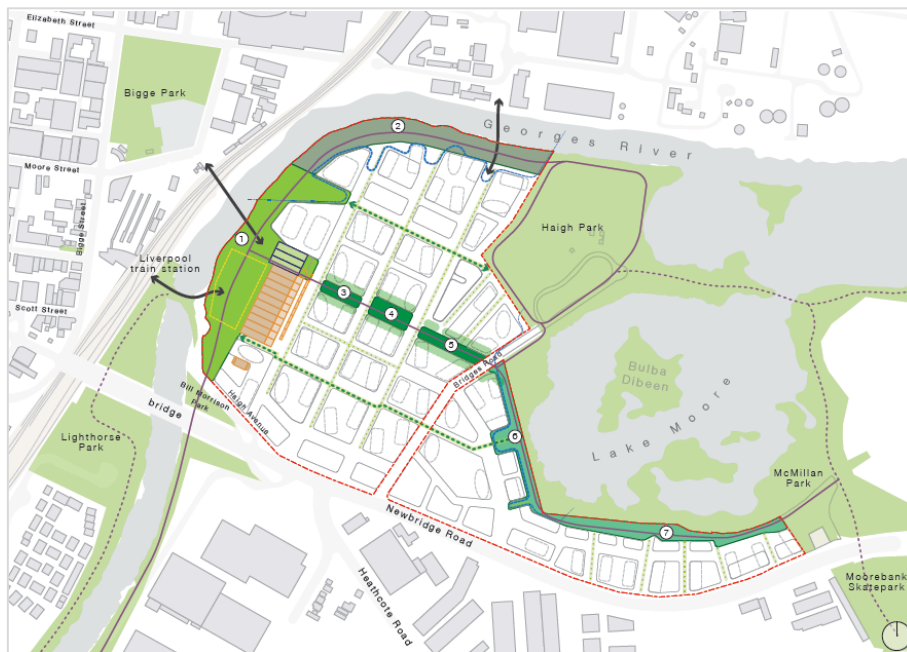 Elizabeth Street
Bigge Park
Moore Street
Bigge Street
Scott Street
Liverpool
train station
Lighthorse
Park
bridge
Bill Morrison
Park
Haigh Avenue
Newbridge Road
Heathcote Road
Bridges Road
Georges River
Haigh Park
Bulba
Dibeen
Lake Moore
McMillan
Park
Moorebank
Skatepark
1
2
3
4
5
6
7